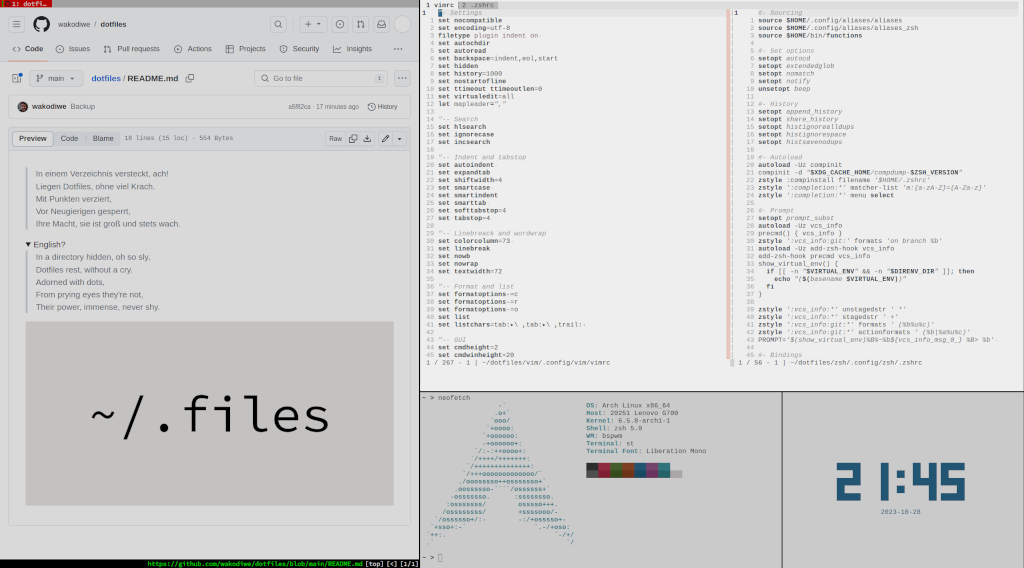 1: dotfi…
wakodiwe / dotfiles
Code Issues Pull requests Actions Projects Security Insights
main dotfiles / README.md Go to file t
wakodiwe Backup a5f82ca · 17 minutes ago History
Preview Code Blame 18 lines (15 loc) · 554 Bytes Raw
In einem Verzeichnis versteckt, ach!
Liegen Dotfiles, ohne viel Krach.
Mit Punkten verziert,
Vor Neugierigen gesperrt,
Ihre Macht, sie ist groß und stets wach.
English?
In a directory hidden, oh so sly,
Dotfiles rest, without a cry.
Adorned with dots,
From prying eyes they're not,
Their power, immense, never shy.
~/.files
https://github.com/wakodiwe/dotfiles/blob/main/README.md [top] [<] [1/1]
1 vimrc 2 .zshrc
1 "- Settings
1 set nocompatible
2 set encoding=utf-8
3 filetype plugin indent on
4 set autochdir
5 set autoread
6 set backspace=indent,eol,start
7 set hidden
8 set history=1000
9 set nostartofline
10 set ttimeout ttimeoutlen=0
11 set virtualedit=all
12 let mapleader=","
13
14 "-- Search
15 set hlsearch
16 set ignorecase
17 set incsearch
18
19 "-- Indent and tabstop
20 set autoindent
21 set expandtab
22 set shiftwidth=4
23 set smartcase
24 set smartindent
25 set smarttab
26 set softtabstop=4
27 set tabstop=4
28
29 "-- Linebreack and wordwrap
30 set colorcolumn=73
31 set linebreak
32 set nowb
33 set nowrap
34 set textwidth=72
35
36 "-- Format and list
37 set formatoptions-=c
38 set formatoptions-=r
39 set formatoptions-=o
40 set list
41 set listchars=tab:▸\ ,tab:▸\ ,trail:·
42
43 "-- GUI
44 set cmdheight=2
45 set cmdwinheight=20
1 / 267 - 1 | ~/dotfiles/vim/.config/vim/vimrc
1 #- Sourcing
1 source $HOME/.config/aliases/aliases
2 source $HOME/.config/aliases/aliases_zsh
3 source $HOME/bin/functions
4
5 #- Set options
6 setopt autocd
7 setopt extendedglob
8 setopt nomatch
9 setopt notify
10 unsetopt beep
11
12 #- History
13 setopt append_history
14 setopt share_history
15 setopt histignorealldups
16 setopt histignorespace
17 setopt histsavenodups
18
19 #- Autoload
20 autoload -Uz compinit
21 compinit -d "$XDG_CACHE_HOME/compdump-$ZSH_VERSION"
22 zstyle :compinstall filename '$HOME/.zshrc'
23 zstyle ':completion:*' matcher-list 'm:{a-zA-Z}={A-Za-z}'
24 zstyle ':completion:*' menu select
25
26 #- Prompt
27 setopt prompt_subst
28 autoload -Uz vcs_info
29 precmd() { vcs_info }
30 zstyle ':vcs_info:git:' formats 'on branch %b'
31 autoload -Uz add-zsh-hook vcs_info
32 add-zsh-hook precmd vcs_info
33 show_virtual_env() {
34 if [[ -n "$VIRTUAL_ENV" && -n "$DIRENV_DIR" ]]; then
35 echo "($(basename $VIRTUAL_ENV))"
36 fi
37 }
38
39 zstyle ':vcs_info:*' unstagedstr ' *'
40 zstyle ':vcs_info:*' stagedstr ' +'
41 zstyle ':vcs_info:git:*' formats ' (%b%u%c)'
42 zstyle ':vcs_info:git:*' actionformats ' (%b|%a%u%c)'
43 PROMPT='$(show_virtual_env)%B%~%b${vcs_info_msg_0_} %B> %b'
44
45 #- Bindings
1 / 56 - 1 | ~/dotfiles/zsh/.config/zsh/.zshrc
~ > neofetch
OS: Arch Linux x86_64
Host: 20251 Lenovo G700
Kernel: 6.5.8-arch1-1
Shell: zsh 5.9
WM: bspwm
Terminal: st
Terminal Font: Liberation Mono
~ >
21:45
2023-10-28